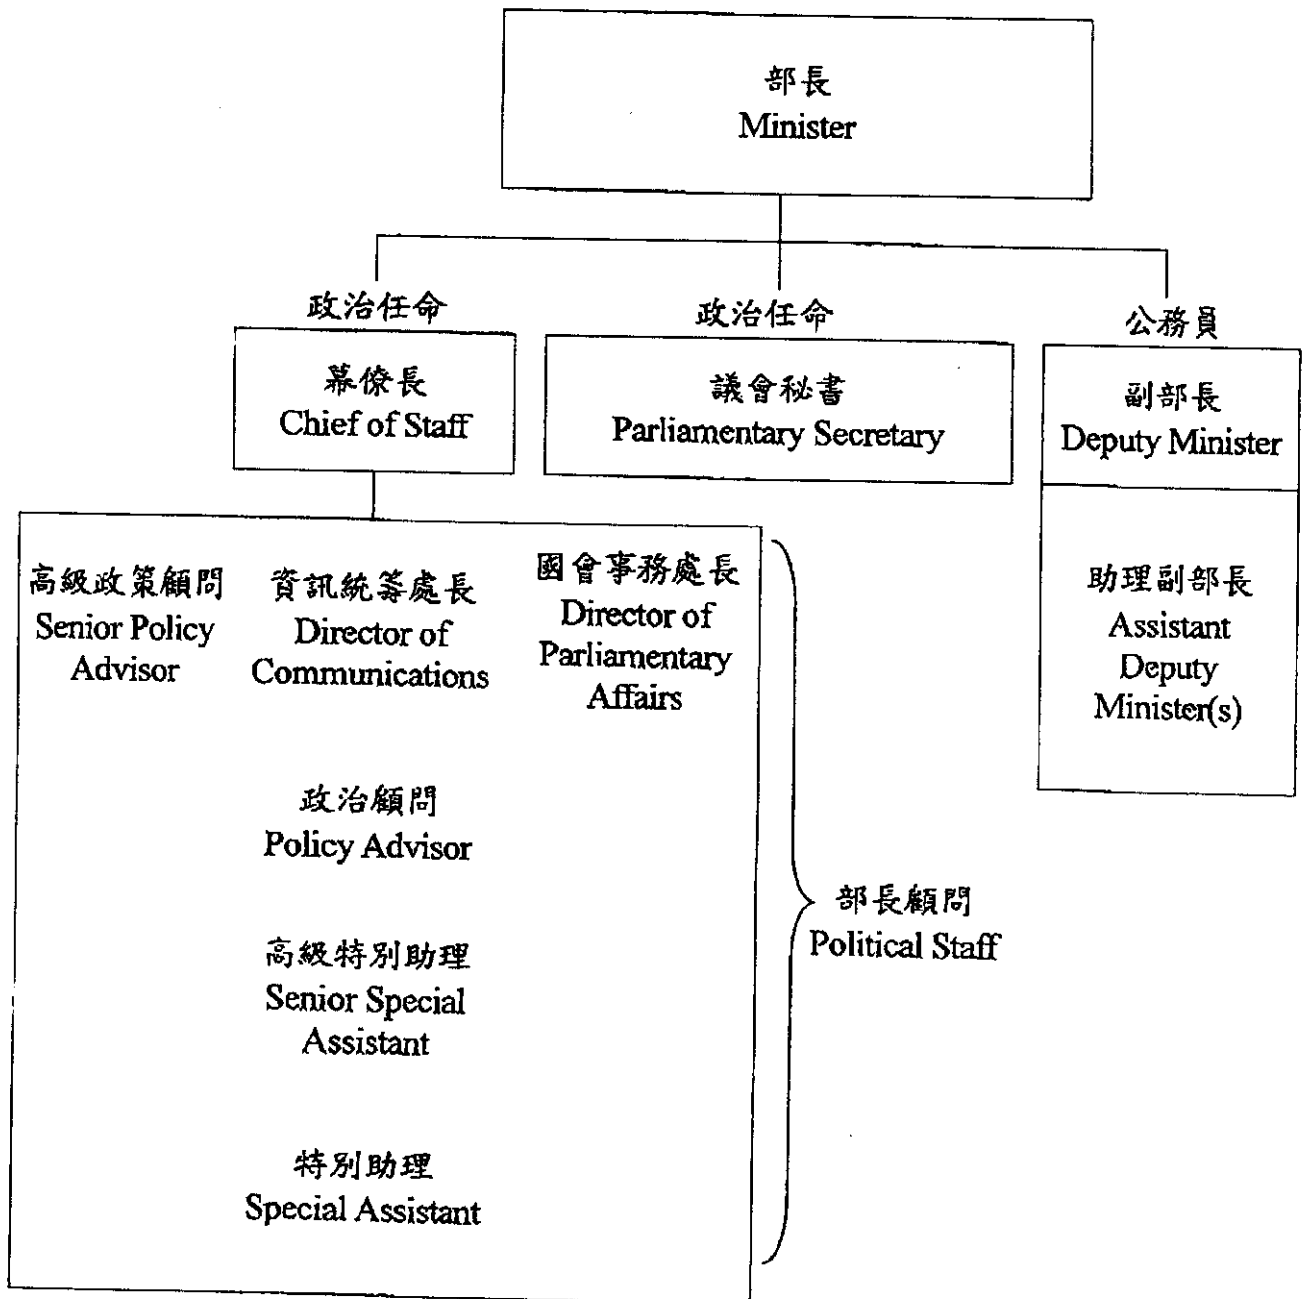 部長
Minister
政治任命
幕僚長
Chief of Staff
政治任命
議會秘書
Parliamentary Secretary
公務員
副部長
Deputy Minister
助理副部長
Assistant
Deputy
Minister(s)
高級政策顧問
Senior Policy
Advisor
資訊統籌處長
Director of
Communications
國會事務處長
Director of
Parliamentary
Affairs
政治顧問
Policy Advisor
高級特別助理
Senior Special
Assistant
特別助理
Special Assistant
部長顧問
Political Staff